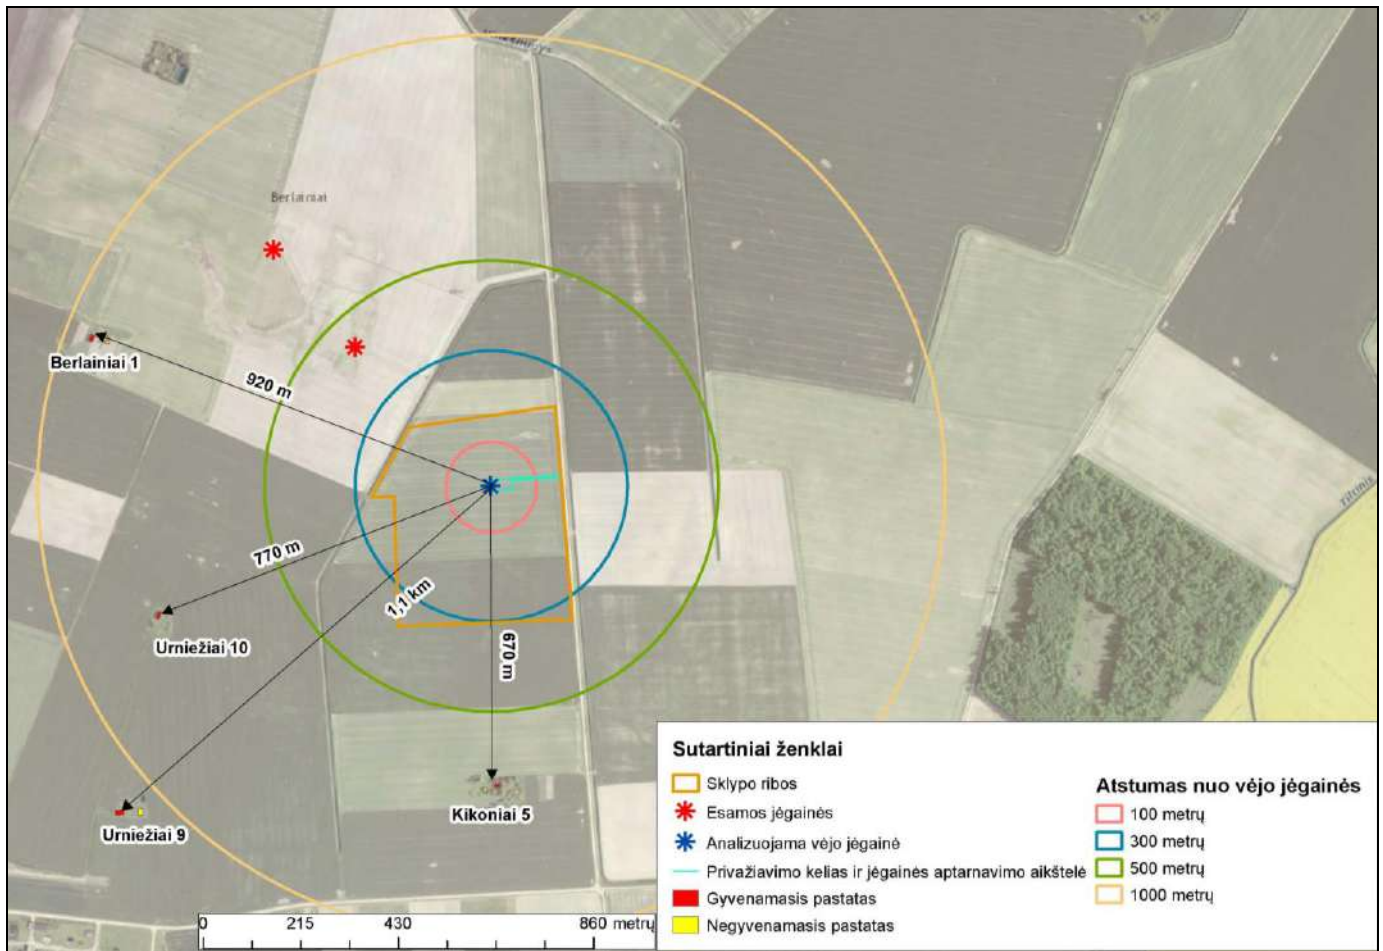 Berlainiai
Berlainiai 1
920 m
770 m
1,1 km
670 m
Urniežiai 10
Urniežiai 9
Kikoniai 5
Titinis
Sutartiniai ženklai
Sklypo ribos
Esamos jėgainės
Analizuojama vėjo jėgainė
Privažiavimo kelias ir jėgainės aptarnavimo aikštelė
Gyvenamasis pastatas
Negyvenamasis pastatas
Atstumas nuo vėjo jėgainės
100 metrų
300 metrų
500 metrų
1000 metrų
0 215 430 860 metrų